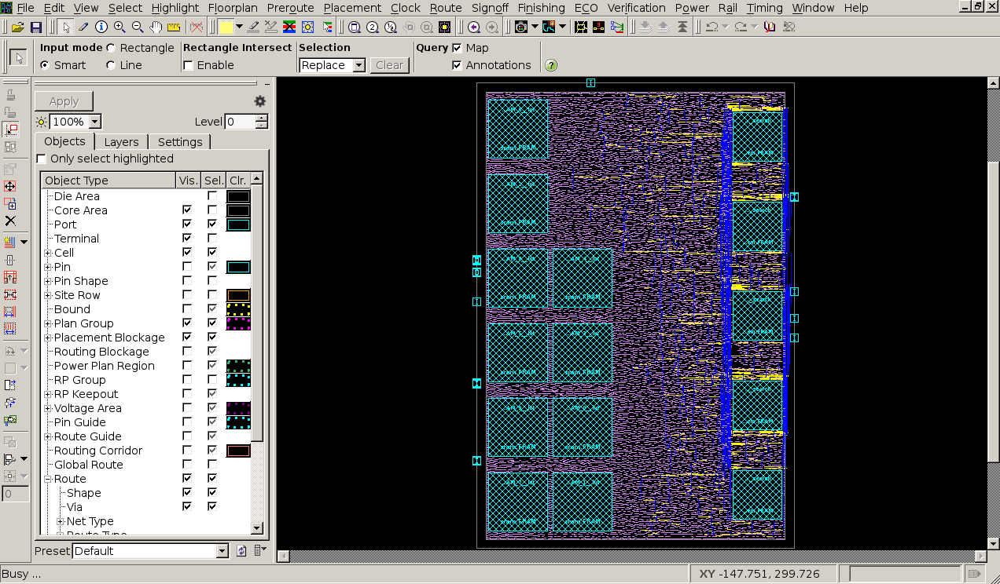 File Edit View Select Highlight Floorplan Preroute Placement Clock Route Signoff Finishing ECO Verification Power Rail Timing Window Help
Input mode Rectangle Rectangle Intersect Selection Query Map
Smart Line Enable Replace Clear Annotations
Apply
100% Level 0
Objects Layers Settings
Only select highlighted
Object Type Vis. Sel. Clr.
Die Area
Core Area
Port
Terminal
Cell
Pin
Pin Shape
Site Row
Bound
Plan Group
Placement Blockage
Routing Blockage
Power Plan Region
RP Group
RP Keepout
Voltage Area
Pin Guide
Route Guide
Routing Corridor
Global Route
Route
Shape
Via
Net Type
Route Type
0
Preset Default
Busy ...
XY -147.751, 299.726